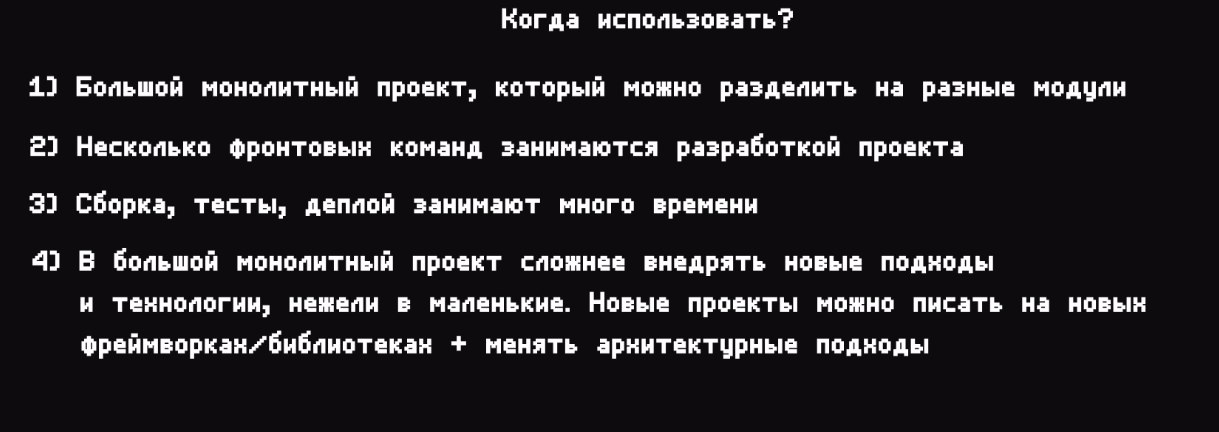 Когда использовать?
1) Большой монолитный проект, который можно разделить на разные модули
2) Несколько фронтовых команд занимаются разработкой проекта
3) Сборка, тесты, деплой занимают много времени
4) В большой монолитный проект сложнее внедрять новые подходы
и технологии, нежели в маленькие. Новые проекты можно писать на новых
фреймворках/библиотеках + менять архитектурные подходы